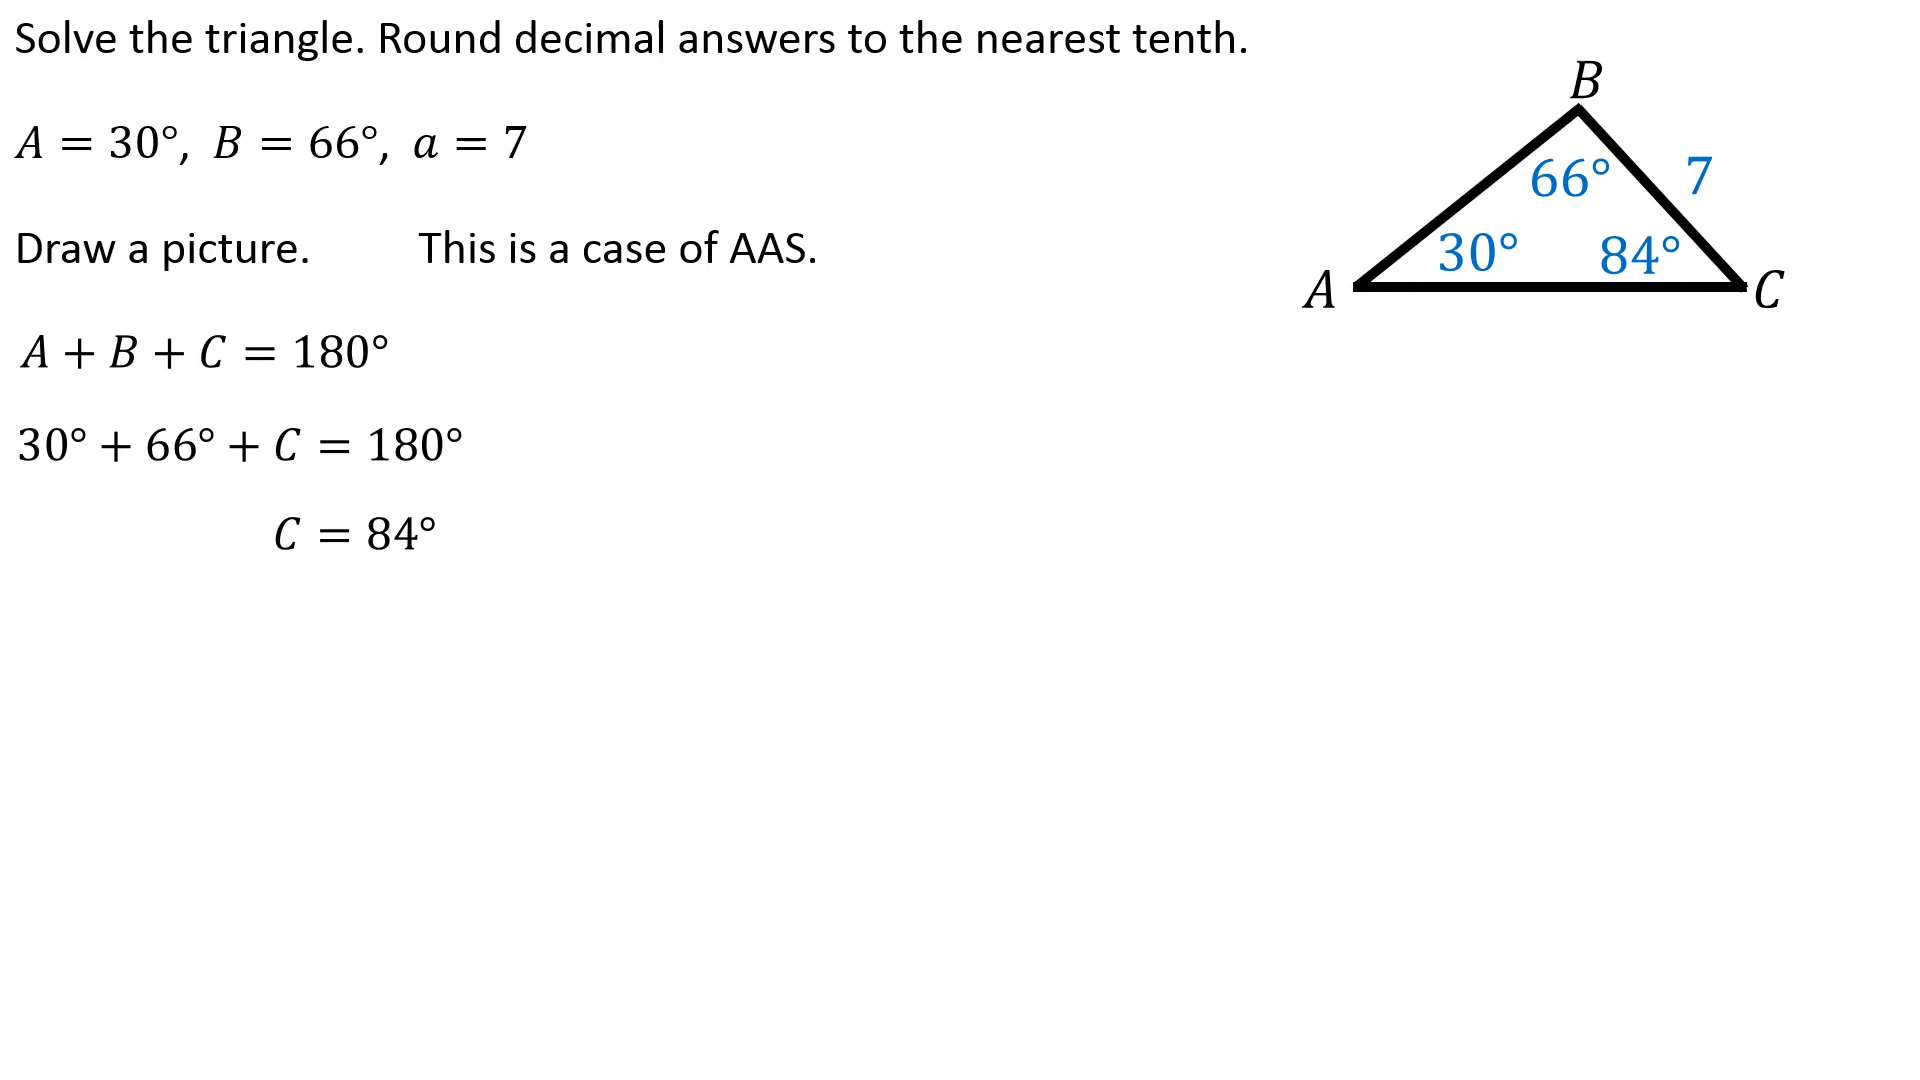 Solve the triangle. Round decimal answers to the nearest tenth.
A = 30°, B = 66°, a = 7
Draw a picture. This is a case of AAS.
A + B + C = 180°
30° + 66° + C = 180°
C = 84°
B
66° 7
30° 84°
A C